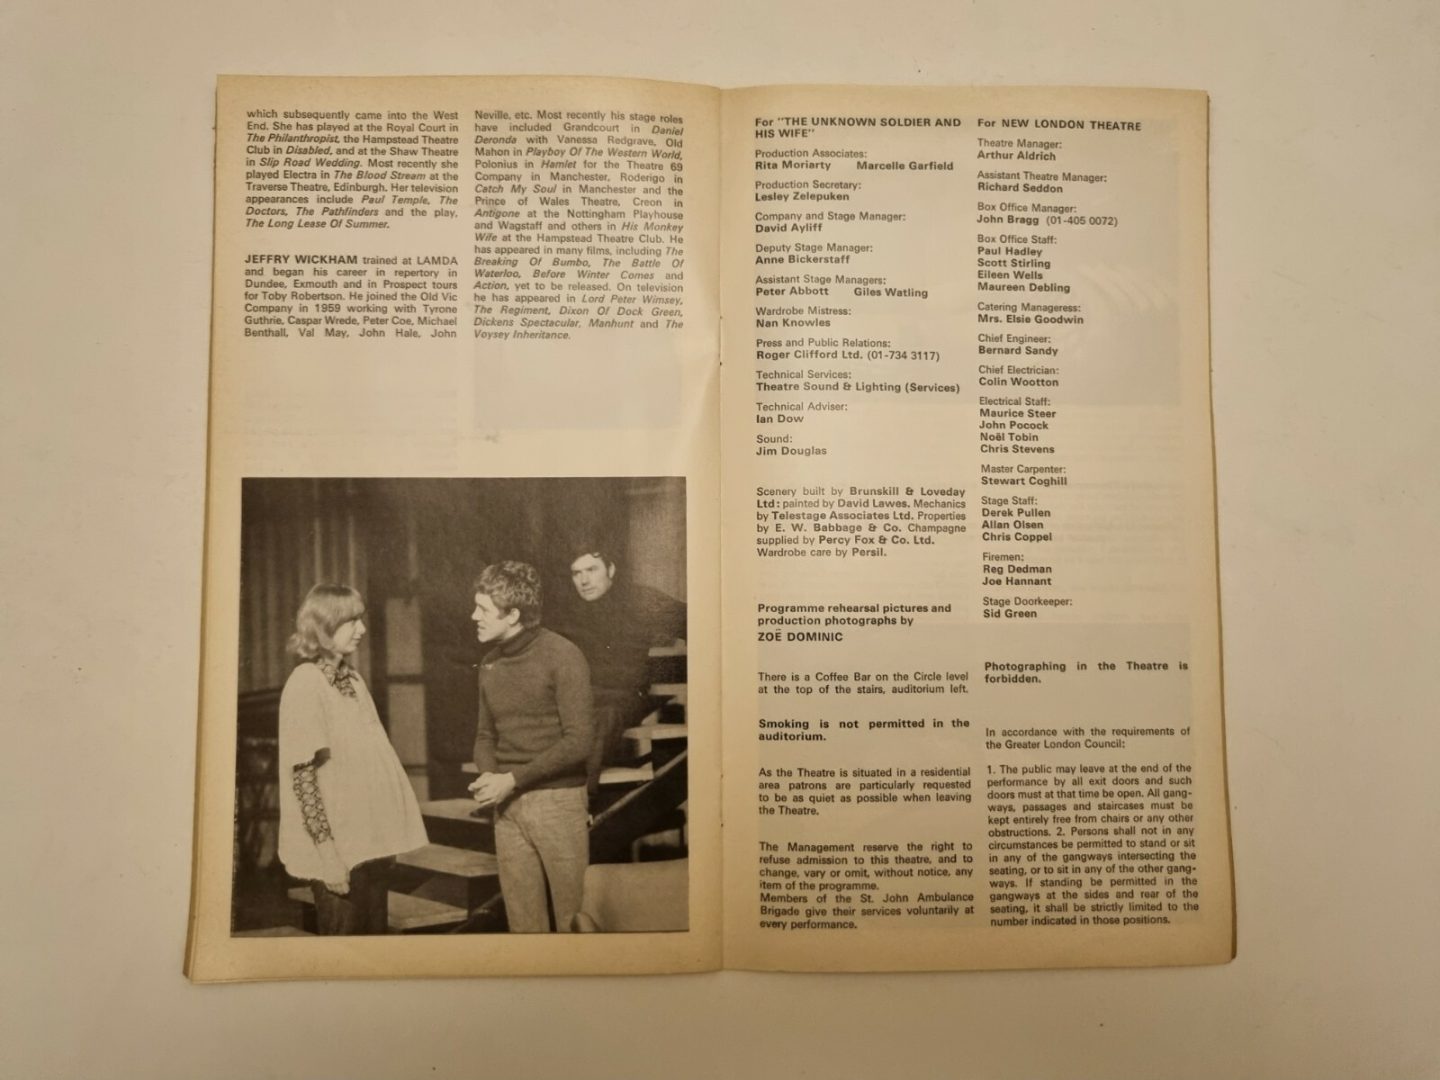 which subsequently came into the West
End. She has played at the Royal Court in
The Philanthropist, the Hampstead Theatre
Club in Disabled, and at the Shaw Theatre
in Slip Road Wedding. Most recently she
played Electra in The Blood Stream at the
Traverse Theatre, Edinburgh. Her television
appearances include Paul Temple, The
Doctors, The Pathfinders and the play,
The Long Lease Of Summer.
JEFFRY WICKHAM trained at LAMDA
and began his career in repertory in
Dundee, Exmouth and in Prospect tours
for Toby Robertson. He joined the Old Vic
Company in 1959 working with Tyrone
Guthrie, Caspar Wrede, Peter Coe, Michael
Benthall, Val May, John Hale, John
Neville, etc. Most recently his stage roles
have included Grandcourt in Daniel
Deronda with Vanessa Redgrave, Old
Mahon in Playboy Of The Western World,
Polonius in Hamlet for the Theatre 69
Company in Manchester, Roderigo in
Catch My Soul in Manchester and the
Prince of Wales Theatre, Creon in
Antigone at the Nottingham Playhouse
and Wagstaff and others in His Monkey
Wife at the Hampstead Theatre Club. He
has appeared in many films, including The
Breaking Of Bumbo, The Battle Of
Waterloo, Before Winter Comes and
Action, yet to be released. On television
he has appeared in Lord Peter Wimsey,
The Regiment, Dixon Of Dock Green,
Dickens Spectacular, Manhunt and The
Voysey Inheritance.
For "THE UNKNOWN SOLDIER AND
HIS WIFE"
Production Associates:
Rita Moriarty Marcelle Garfield
Production Secretary:
Lesley Zelepuken
Company and Stage Manager:
David Ayliff
Deputy Stage Manager:
Anne Bickerstaff
Assistant Stage Managers:
Peter Abbott Giles Watling
Wardrobe Mistress:
Nan Knowles
Press and Public Relations:
Roger Clifford Ltd. (01-734 3117)
Technical Services:
Theatre Sound & Lighting (Services)
Technical Adviser:
Ian Dow
Sound:
Jim Douglas
Scenery built by Brunskill & Loveday
Ltd: painted by David Lawes. Mechanics
by Telestage Associates Ltd. Properties
by E. W. Babbage & Co. Champagne
supplied by Percy Fox & Co. Ltd.
Wardrobe care by Persil.
Programme rehearsal pictures and
production photographs by
ZOË DOMINIC
There is a Coffee Bar on the Circle level
at the top of the stairs, auditorium left.
Smoking is not permitted in the
auditorium.
As the Theatre is situated in a residential
area patrons are particularly requested
to be as quiet as possible when leaving
the Theatre.
The Management reserve the right to
refuse admission to this theatre, and to
change, vary or omit, without notice, any
item of the programme.
Members of the St. John Ambulance
Brigade give their services voluntarily at
every performance.
For NEW LONDON THEATRE
Theatre Manager:
Arthur Aldrich
Assistant Theatre Manager:
Richard Seddon
Box Office Manager:
John Bragg (01-405 0072)
Box Office Staff:
Paul Hadley
Scott Stirling
Eileen Wells
Maureen Debling
Catering Manageress:
Mrs. Elsie Goodwin
Chief Engineer:
Bernard Sandy
Chief Electrician:
Colin Wootton
Electrical Staff:
Maurice Steer
John Pocock
Noël Tobin
Chris Stevens
Master Carpenter:
Stewart Coghill
Stage Staff:
Derek Pullen
Allan Olsen
Chris Coppel
Firemen:
Reg Dedman
Joe Hannant
Stage Doorkeeper:
Sid Green
Photographing in the Theatre is
forbidden.
In accordance with the requirements of
the Greater London Council:
1. The public may leave at the end of the
performance by all exit doors and such
doors must at that time be open. All gang-
ways, passages and staircases must be
kept entirely free from chairs or any other
obstructions. 2. Persons shall not in any
circumstances be permitted to stand or sit
in any of the gangways intersecting the
seating, or to sit in any of the other gang-
ways. If standing be permitted in the
gangways at the sides and rear of the
seating, it shall be strictly limited to the
number indicated in those positions.